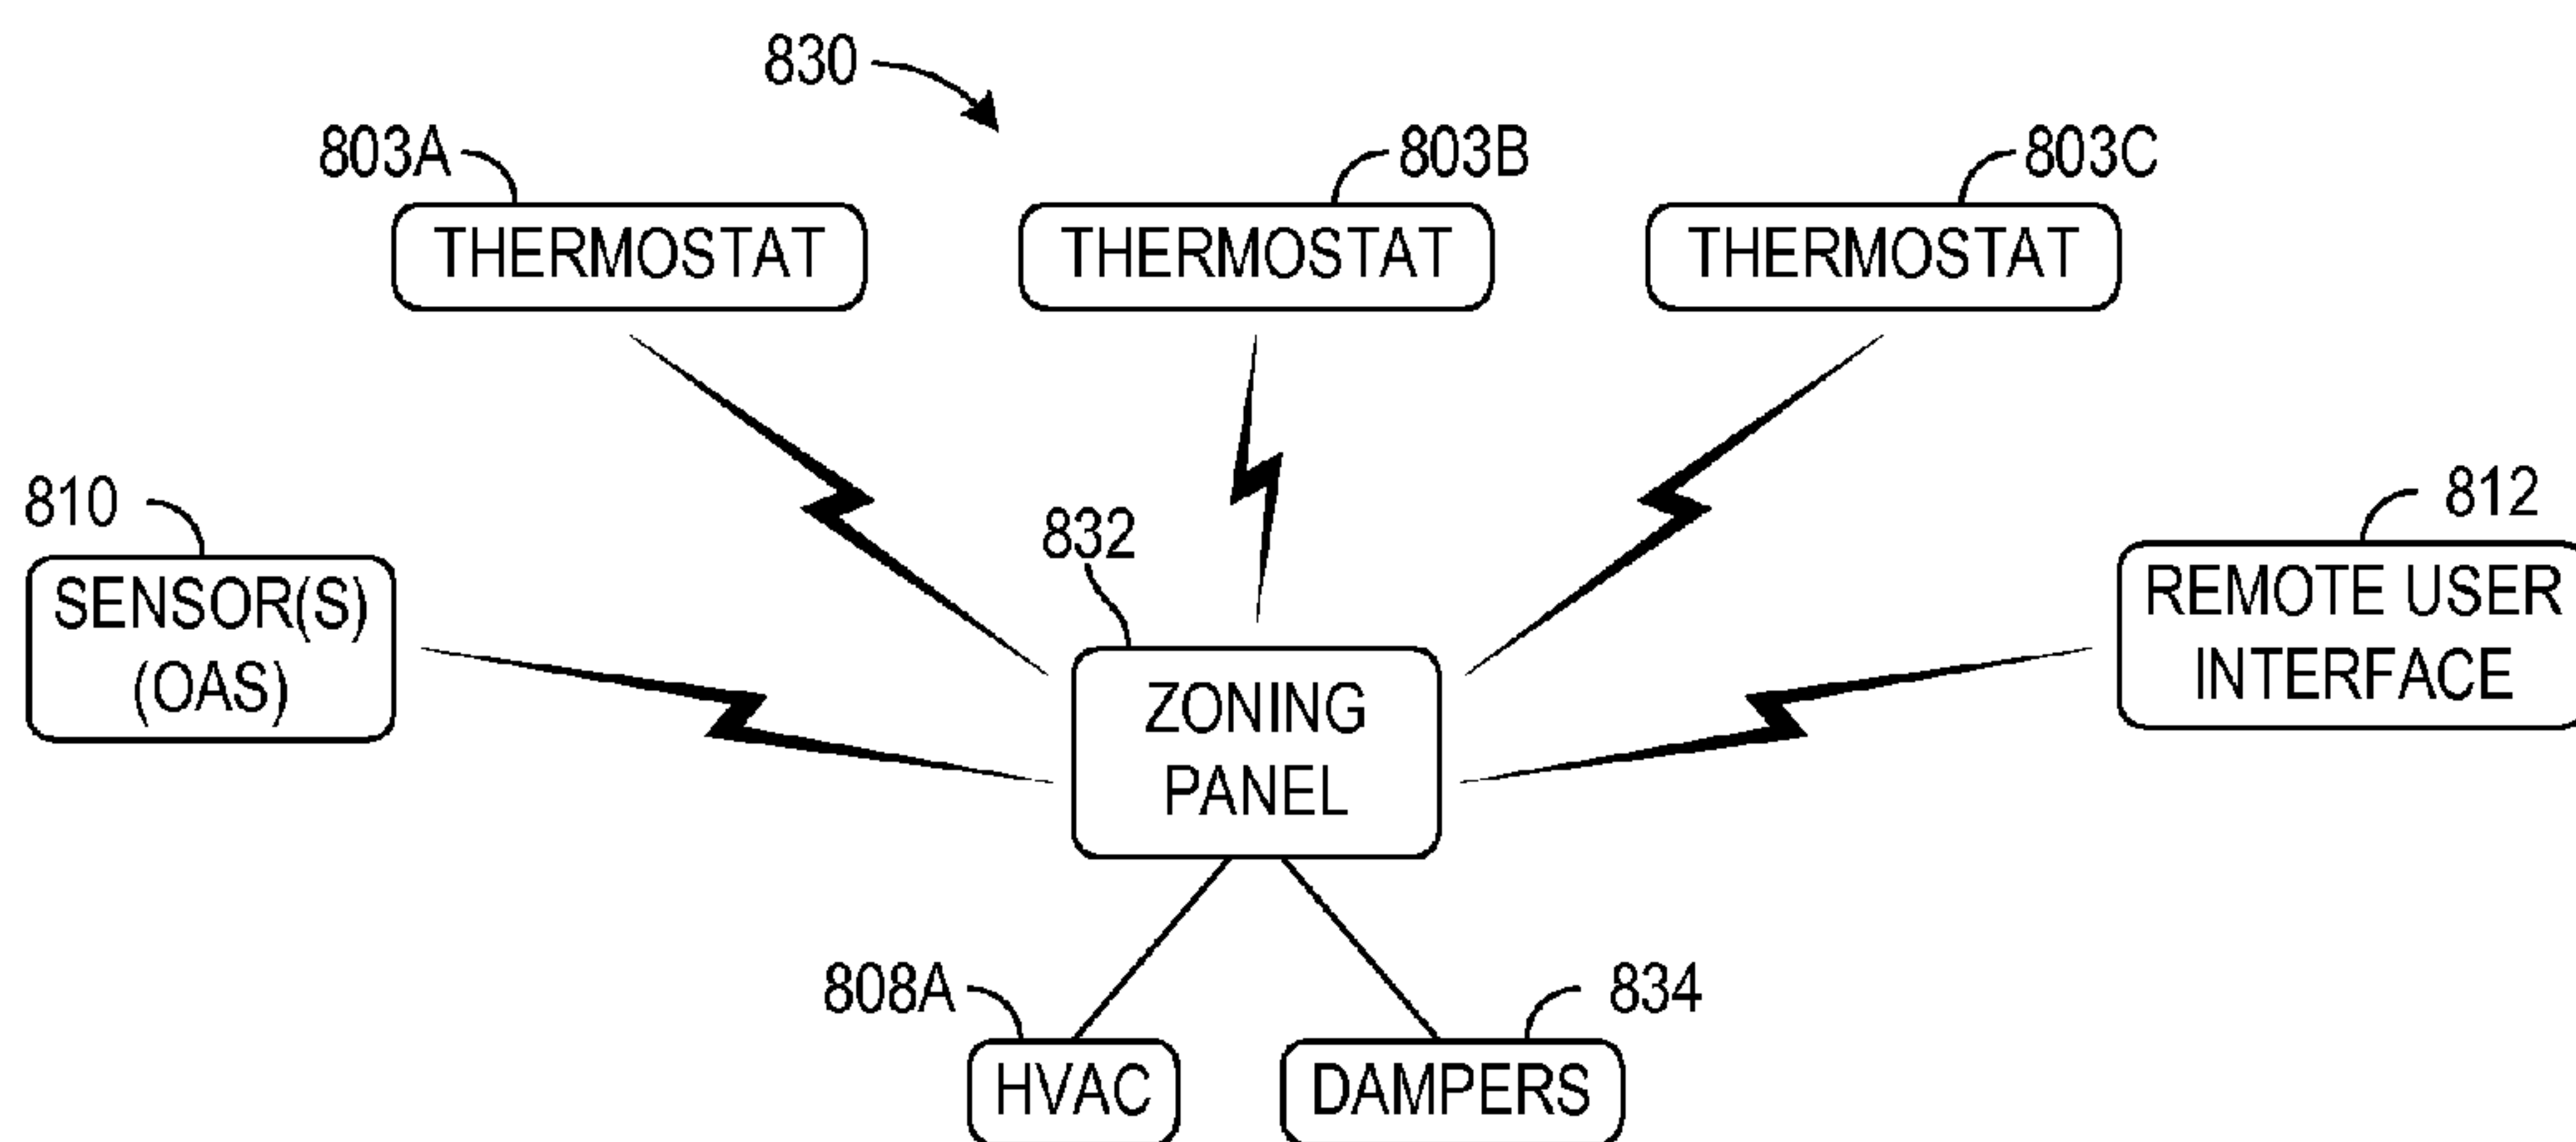 830
803A
803B
803C
THERMOSTAT
THERMOSTAT
THERMOSTAT
810
832
812
SENSOR(S)
(OAS)
REMOTE USER
INTERFACE
ZONING
PANEL
808A
834
HVAC
DAMPERS